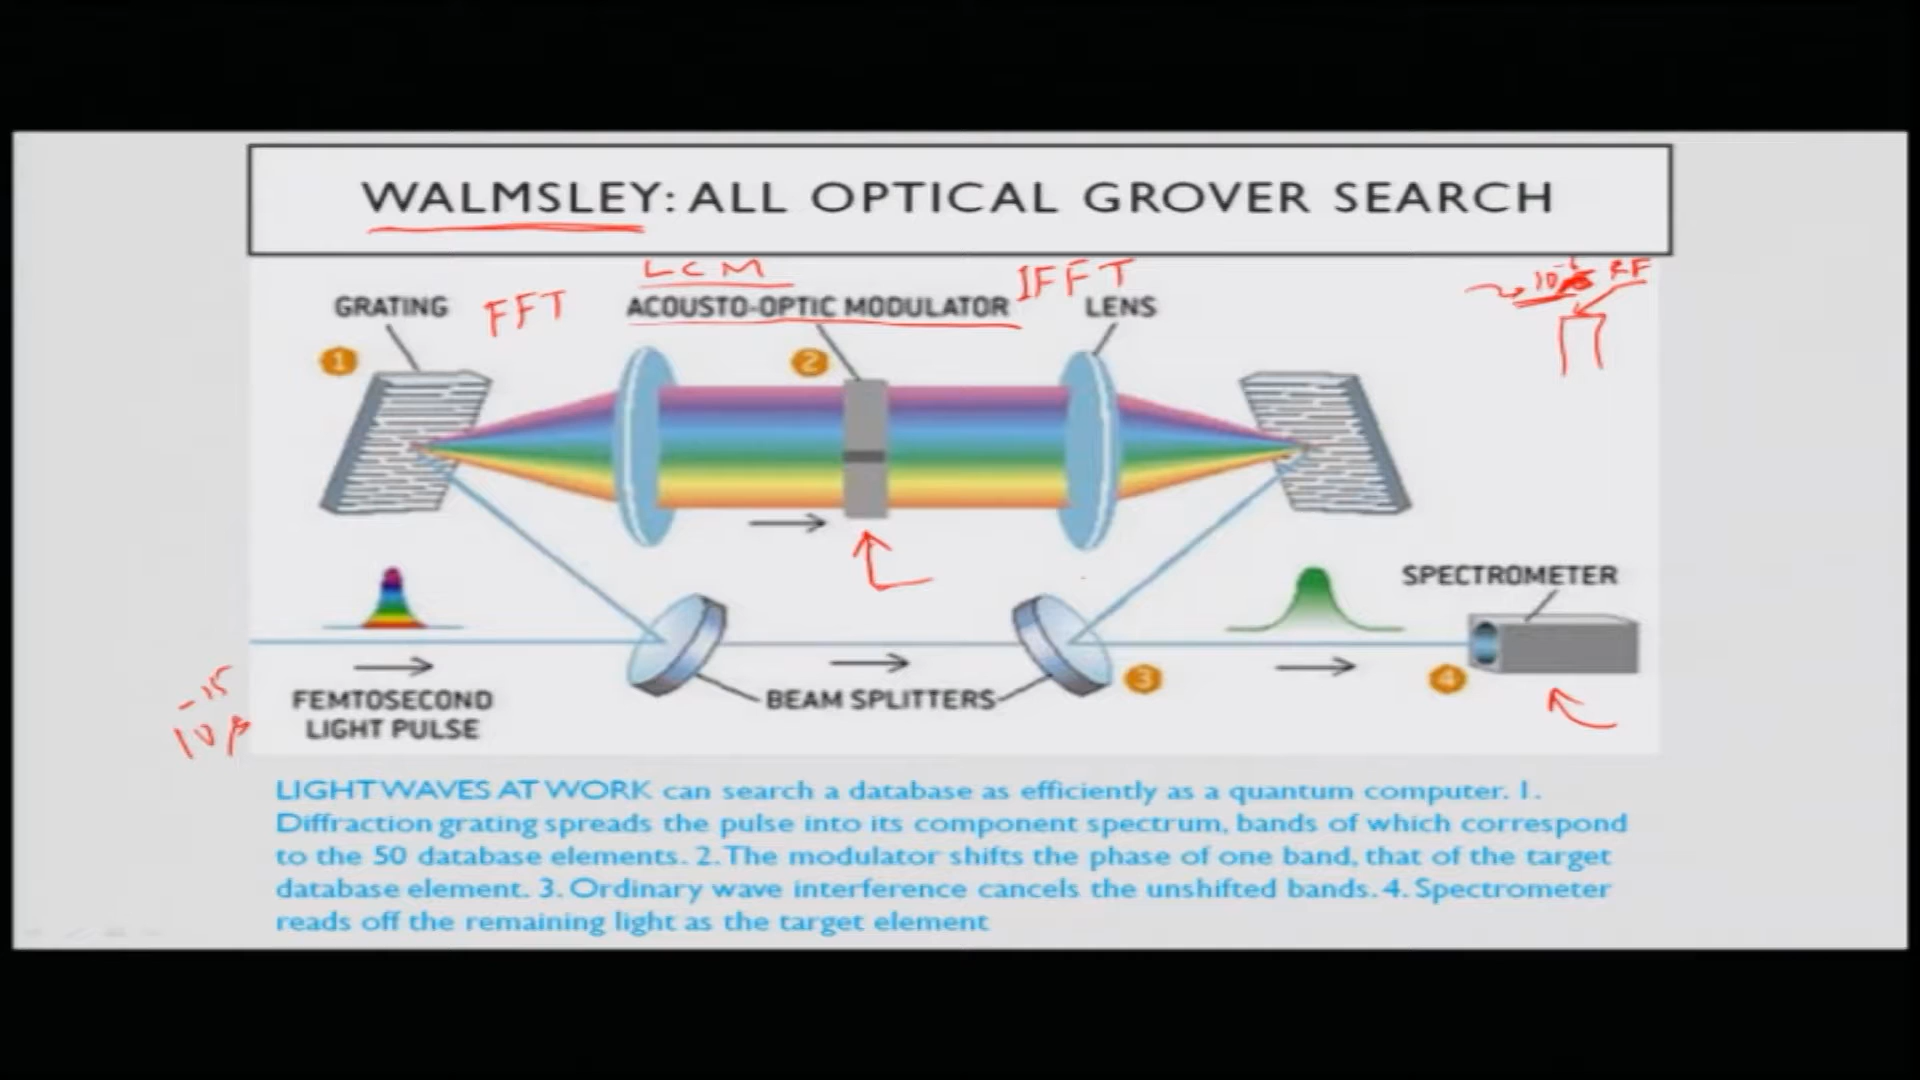 WALMSLEY: ALL OPTICAL GROVER SEARCH
LCM
IFFT
RF
GRATING
FFT
ACOUSTO-OPTIC MODULATOR
LENS
1
2
SPECTROMETER
3
4
FEMTOSECOND
LIGHT PULSE
BEAM SPLITTERS
-15
10
LIGHT WAVES AT WORK can search a database as efficiently as a quantum computer. 1.
Diffraction grating spreads the pulse into its component spectrum, bands of which correspond
to the 50 database elements. 2. The modulator shifts the phase of one band, that of the target
database element. 3. Ordinary wave interference cancels the unshifted bands. 4. Spectrometer
reads off the remaining light as the target element